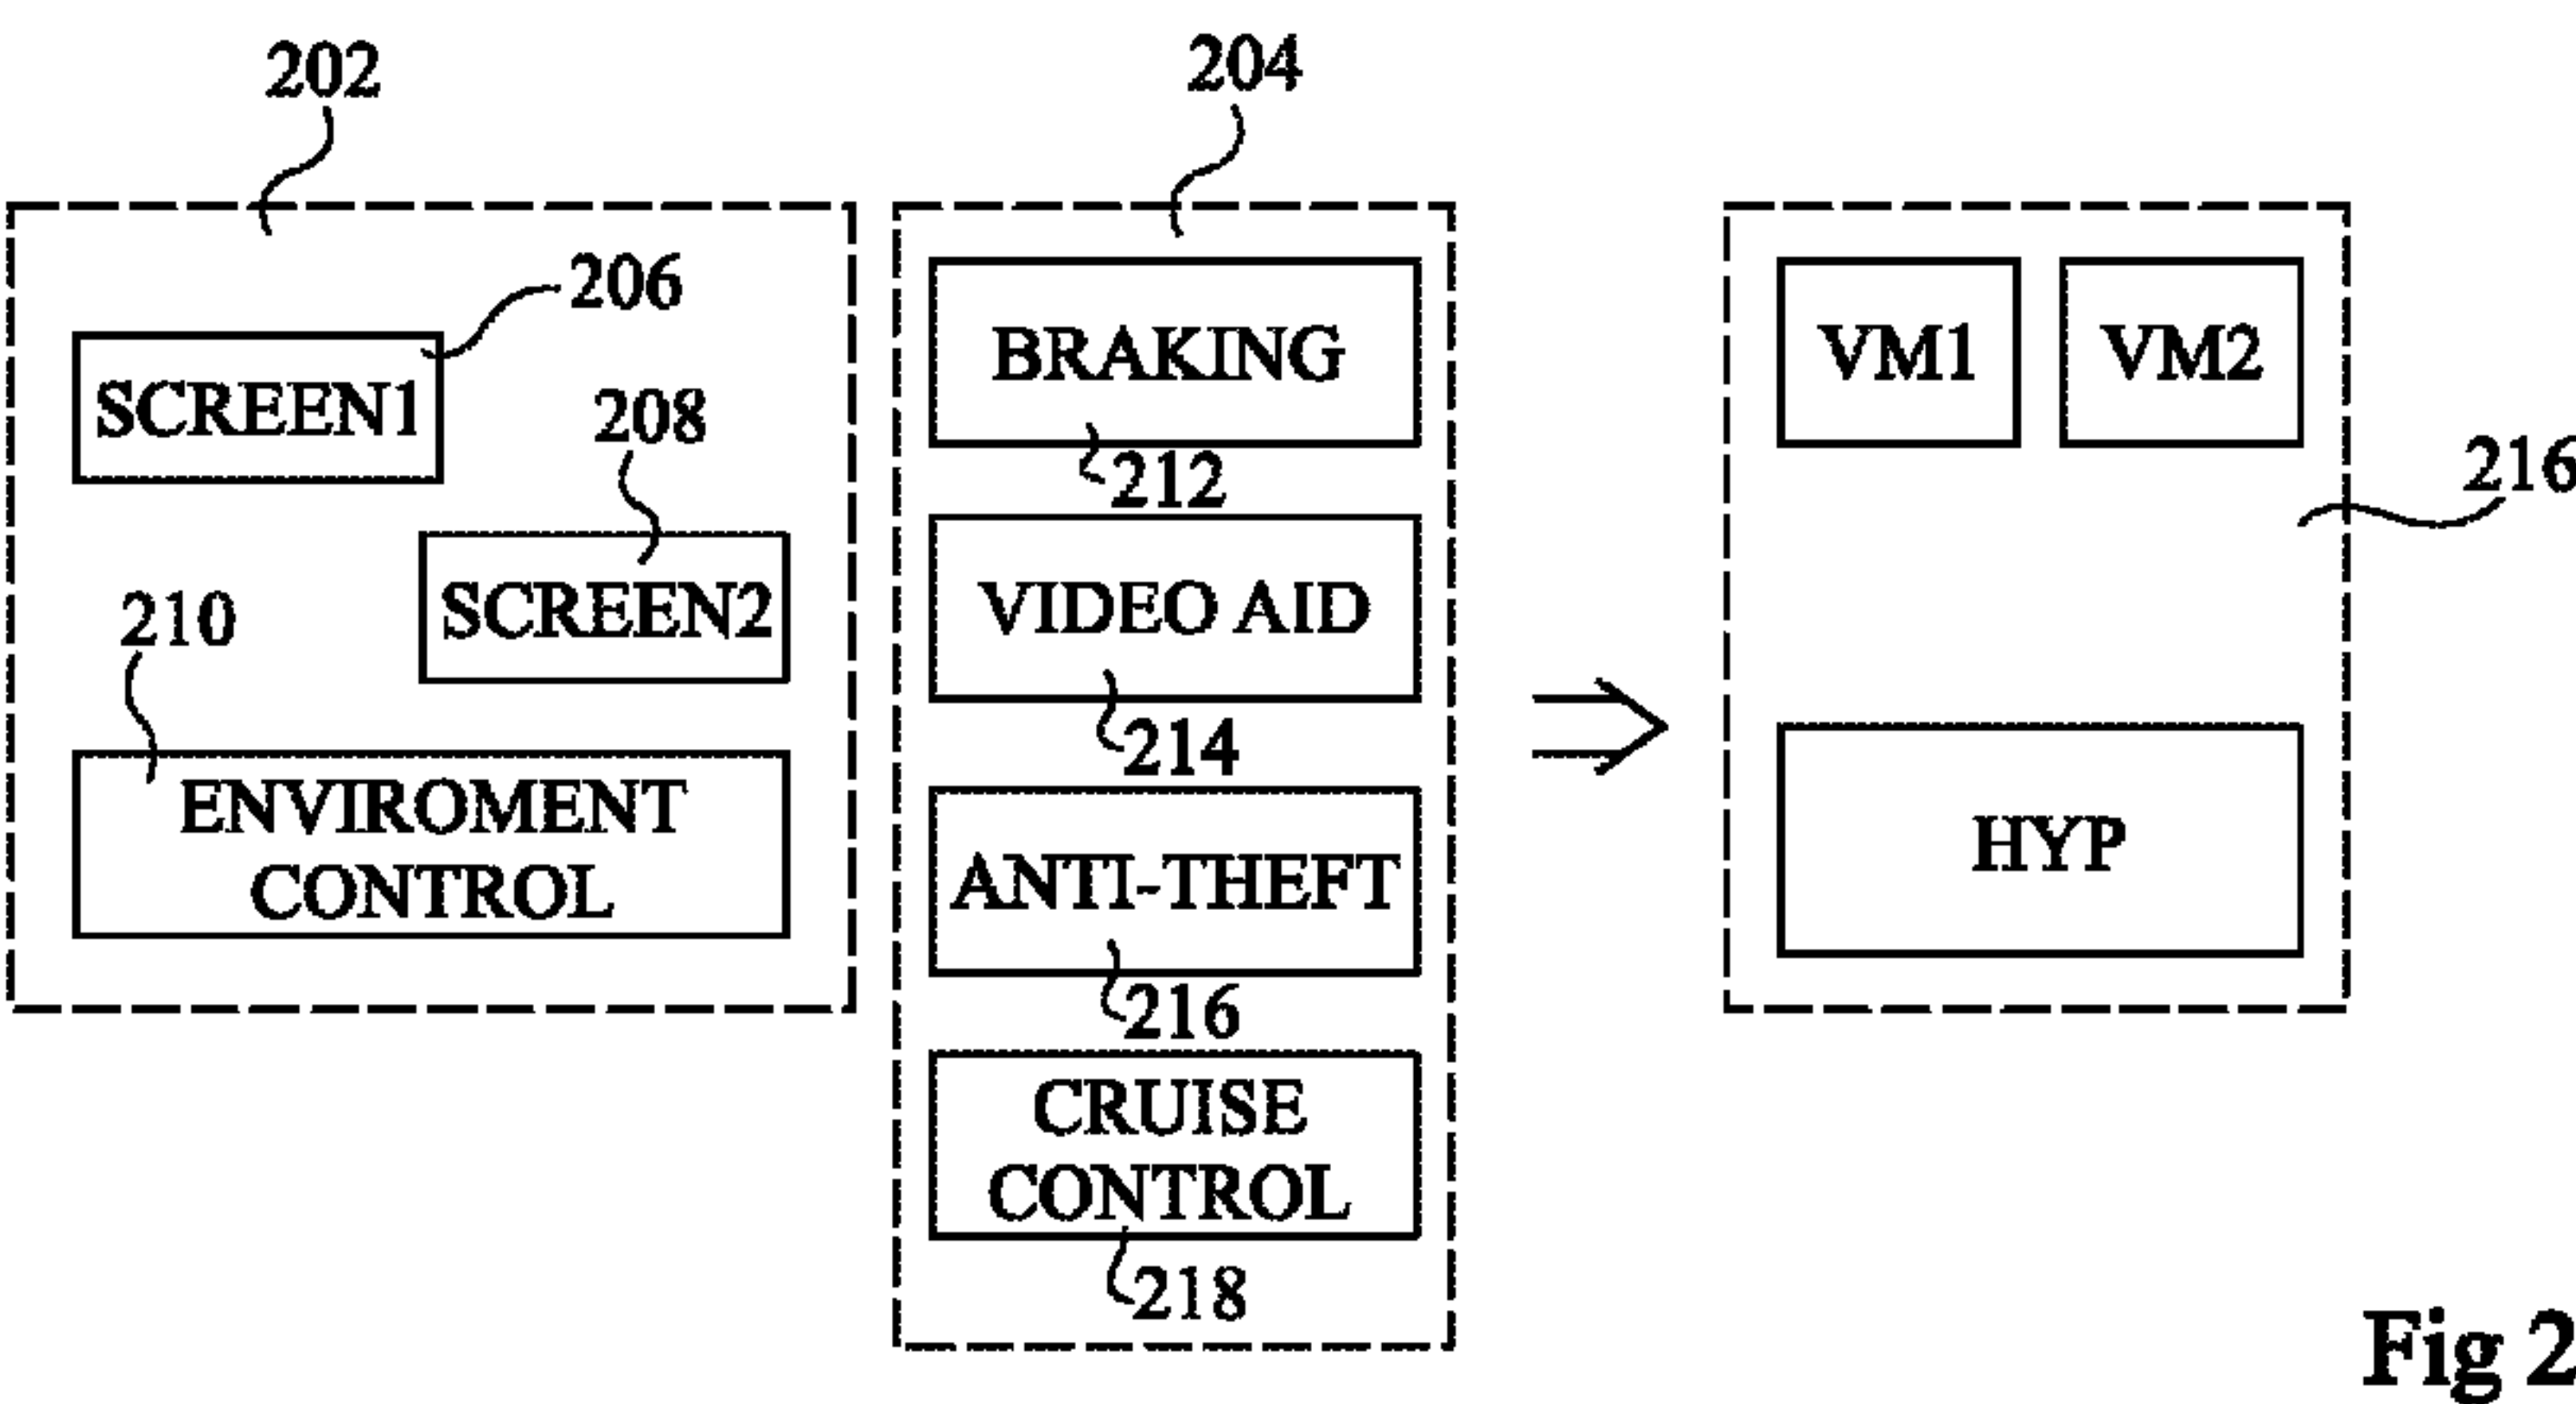 202
204
206
SCREEN1
208
SCREEN2
210
ENVIROMENT
CONTROL
BRAKING
212
VIDEO AID
214
ANTI-THEFT
216
CRUISE
CONTROL
218
VM1
VM2
216
HYP
Fig 2